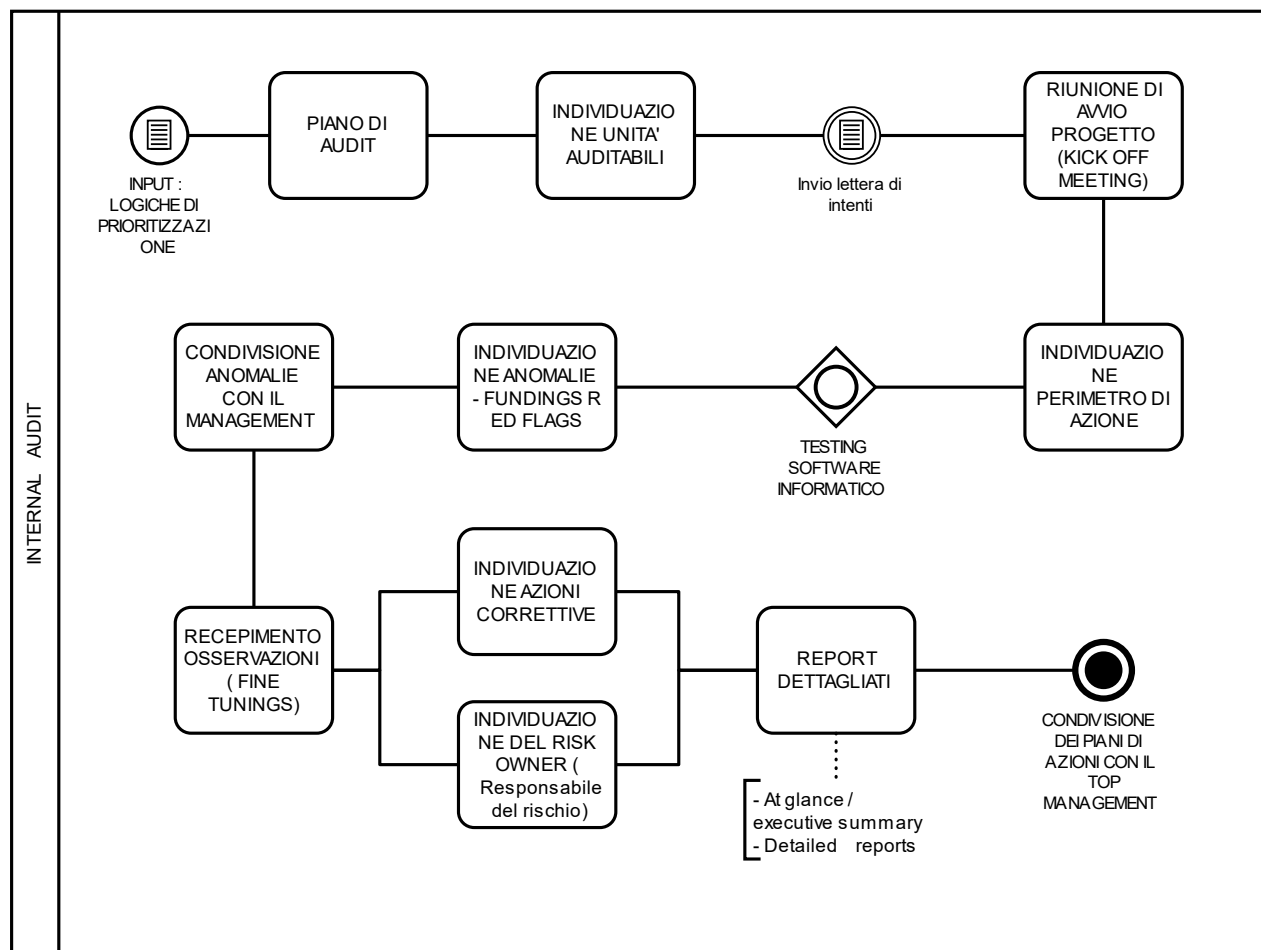 INTERNAL AUDIT
INPUT :
LOGICHE DI
PRIORITIZZAZI
ONE
PIANO DI
AUDIT
INDIVIDUAZIO
NE UNITA'
AUDITABILI
Invio lettera di
intenti
RIUNIONE DI
AVVIO
PROGETTO
(KICK OFF
MEETING)
CONDIVISIONE
ANOMALIE
CON IL
MANAGEMENT
INDIVIDUAZIO
NE ANOMALIE
- FUNDINGS R
ED FLAGS
TESTING
SOFTWARE
INFORMATICO
INDIVIDUAZIO
NE
PERIMETRO DI
AZIONE
RECEPIMENTO
OSSERVAZIONI
( FINE
TUNINGS)
INDIVIDUAZIO
NE AZIONI
CORRETTIVE
INDIVIDUAZIO
NE DEL RISK
OWNER (
Responsabile
del rischio)
REPORT
DETTAGLIATI
- At glance /
executive summary
- Detailed reports
CONDIVISIONE
DEI PIANI DI
AZIONI CON IL
TOP
MANAGEMENT